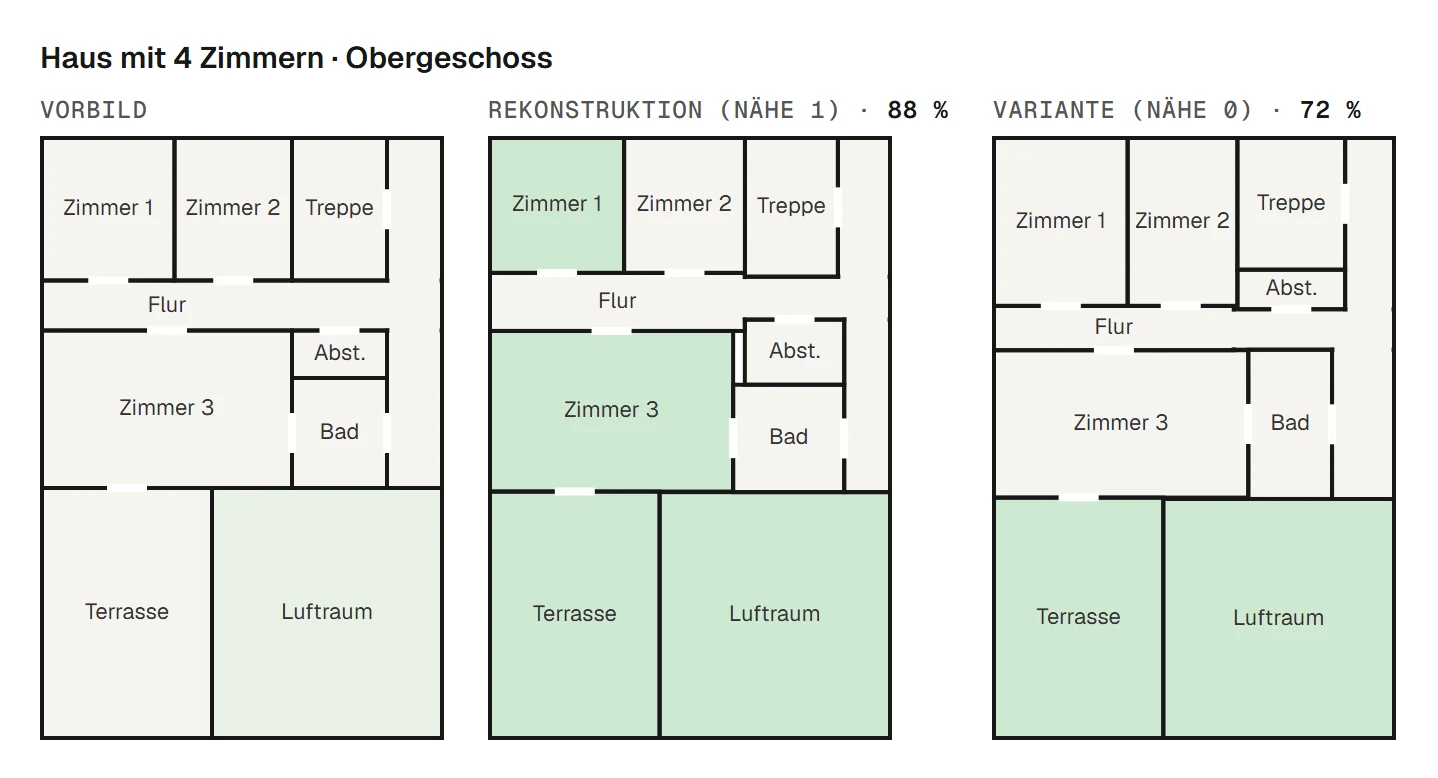 Haus mit 4 Zimmern · Obergeschoss
VORBILD
Zimmer 1
Zimmer 2
Treppe
Flur
Abst.
Zimmer 3
Bad
Terrasse
Luftraum
REKONSTRUKTION (NÄHE 1) · 88 %
Zimmer 1
Zimmer 2
Treppe
Flur
Abst.
Zimmer 3
Bad
Terrasse
Luftraum
VARIANTE (NÄHE 0) · 72 %
Zimmer 1
Zimmer 2
Treppe
Abst.
Flur
Zimmer 3
Bad
Terrasse
Luftraum